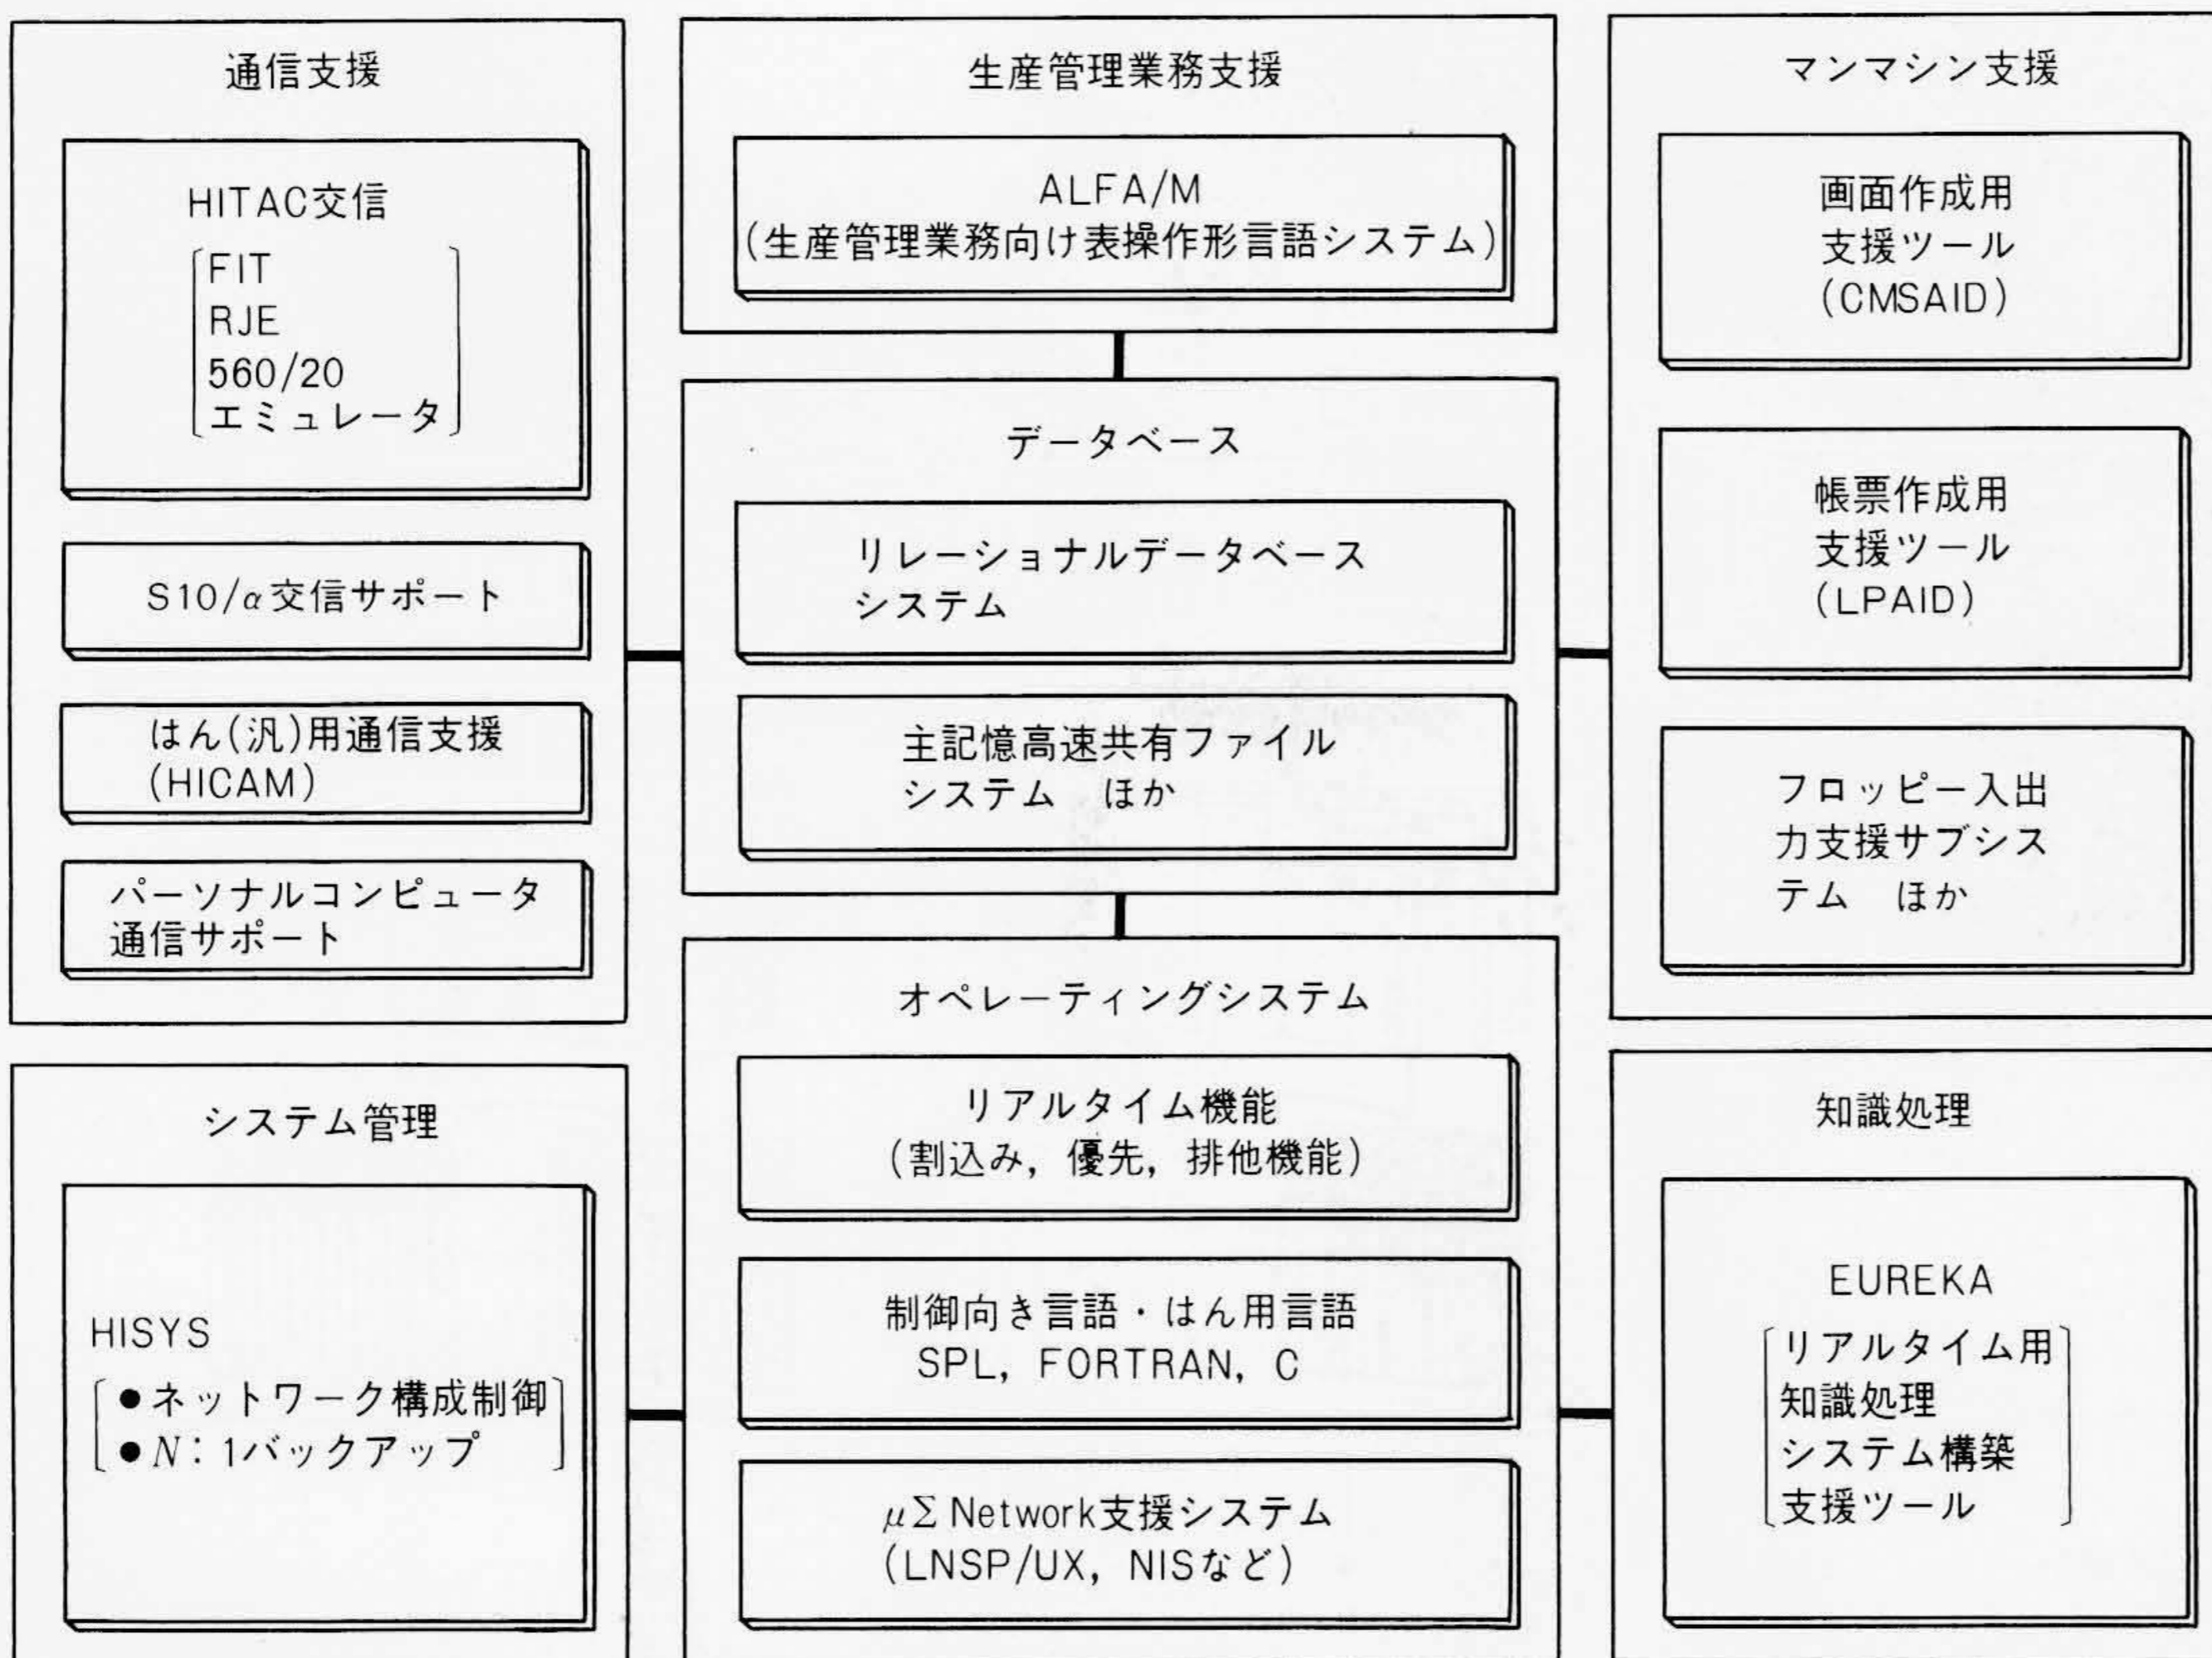 通信支援
HITAC交信
FIT
RJE
560/20
エミュレータ
S10/α交信サポート
はん(汎)用通信支援
(HICAM)
パーソナルコンピュータ
通信サポート
システム管理
HISYS
●ネットワーク構成制御
●N：1バックアップ
生産管理業務支援
ALFA/M
(生産管理業務向け表操作形言語システム)
データベース
リレーショナルデータベース
システム
主記憶高速共有ファイル
システム　ほか
オペレーティングシステム
リアルタイム機能
(割込み，優先，排他機能)
制御向き言語・はん用言語
SPL，FORTRAN，C
μΣ Network支援システム
(LNSP/UX，NISなど)
マンマシン支援
画面作成用
支援ツール
(CMSAID)
帳票作成用
支援ツール
(LPAID)
フロッピー入出
力支援サブシス
テム　ほか
知識処理
EUREKA
リアルタイム用
知識処理
システム構築
支援ツール